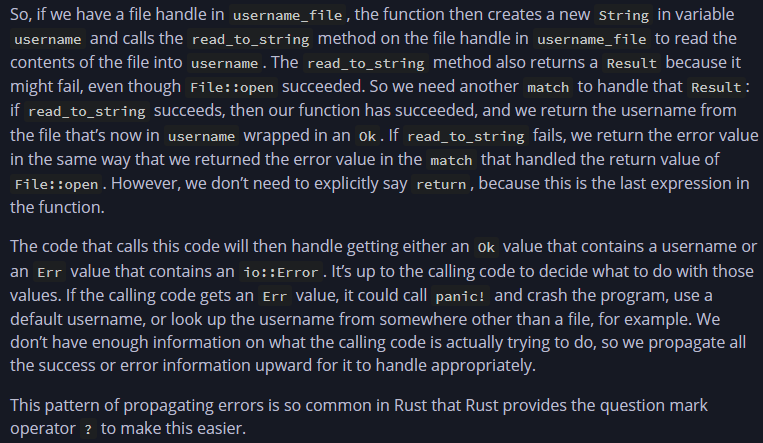 So, if we have a file handle in username_file, the function then creates a new String in variable
username and calls the read_to_string method on the file handle in username_file to read the
contents of the file into username. The read_to_string method also returns a Result because it
might fail, even though File::open succeeded. So we need another match to handle that Result:
if read_to_string succeeds, then our function has succeeded, and we return the username from
the file that’s now in username wrapped in an Ok. If read_to_string fails, we return the error value
in the same way that we returned the error value in the match that handled the return value of
File::open. However, we don’t need to explicitly say return, because this is the last expression in
the function.
The code that calls this code will then handle getting either an Ok value that contains a username or
an Err value that contains an io::Error. It’s up to the calling code to decide what to do with those
values. If the calling code gets an Err value, it could call panic! and crash the program, use a
default username, or look up the username from somewhere other than a file, for example. We
don’t have enough information on what the calling code is actually trying to do, so we propagate all
the success or error information upward for it to handle appropriately.
This pattern of propagating errors is so common in Rust that Rust provides the question mark
operator ? to make this easier.